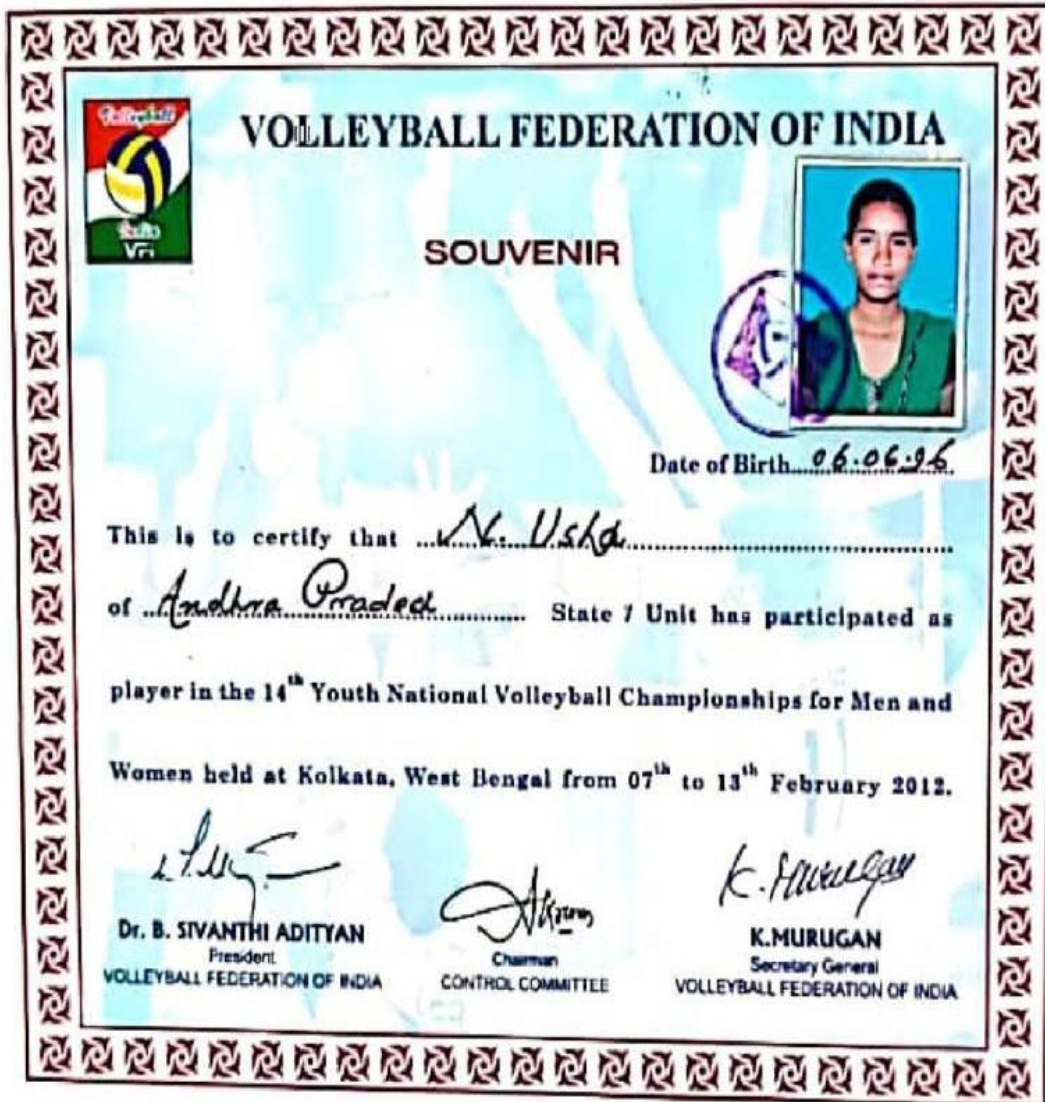 Volleyball
India
VFI
VOLLEYBALL FEDERATION OF INDIA
SOUVENIR
Date of Birth 06.06.96
This is to certify that N. Usha
of Andhra Pradesh State / Unit has participated as
player in the 14th Youth National Volleyball Championships for Men and
Women held at Kolkata, West Bengal from 07th to 13th February 2012.
K. Murugan
Dr. B. SIVANTHI ADITYAN
President
VOLLEYBALL FEDERATION OF INDIA
Chairman
CONTROL COMMITTEE
K.MURUGAN
Secretary General
VOLLEYBALL FEDERATION OF INDIA